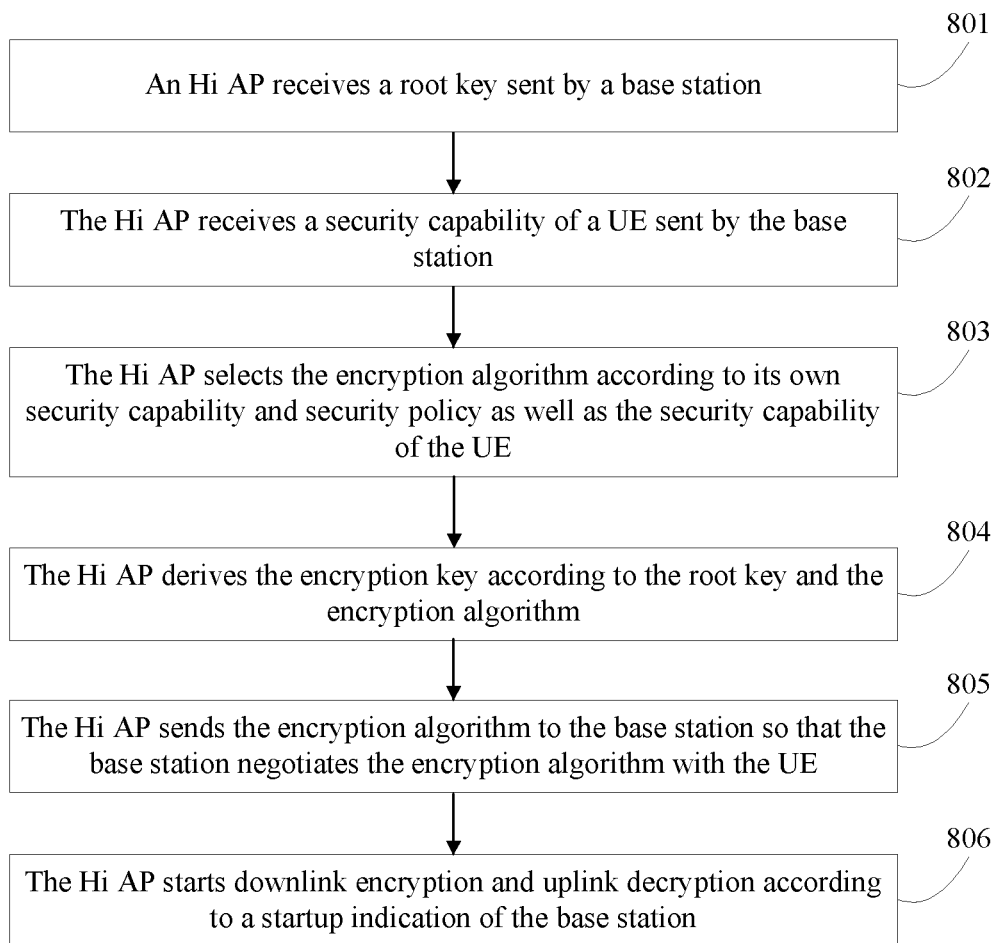 801
An Hi AP receives a root key sent by a base station
802
The Hi AP receives a security capability of a UE sent by the base
station
803
The Hi AP selects the encryption algorithm according to its own
security capability and security policy as well as the security capability
of the UE
804
The Hi AP derives the encryption key according to the root key and the
encryption algorithm
805
The Hi AP sends the encryption algorithm to the base station so that the
base station negotiates the encryption algorithm with the UE
806
The Hi AP starts downlink encryption and uplink decryption according
to a startup indication of the base station